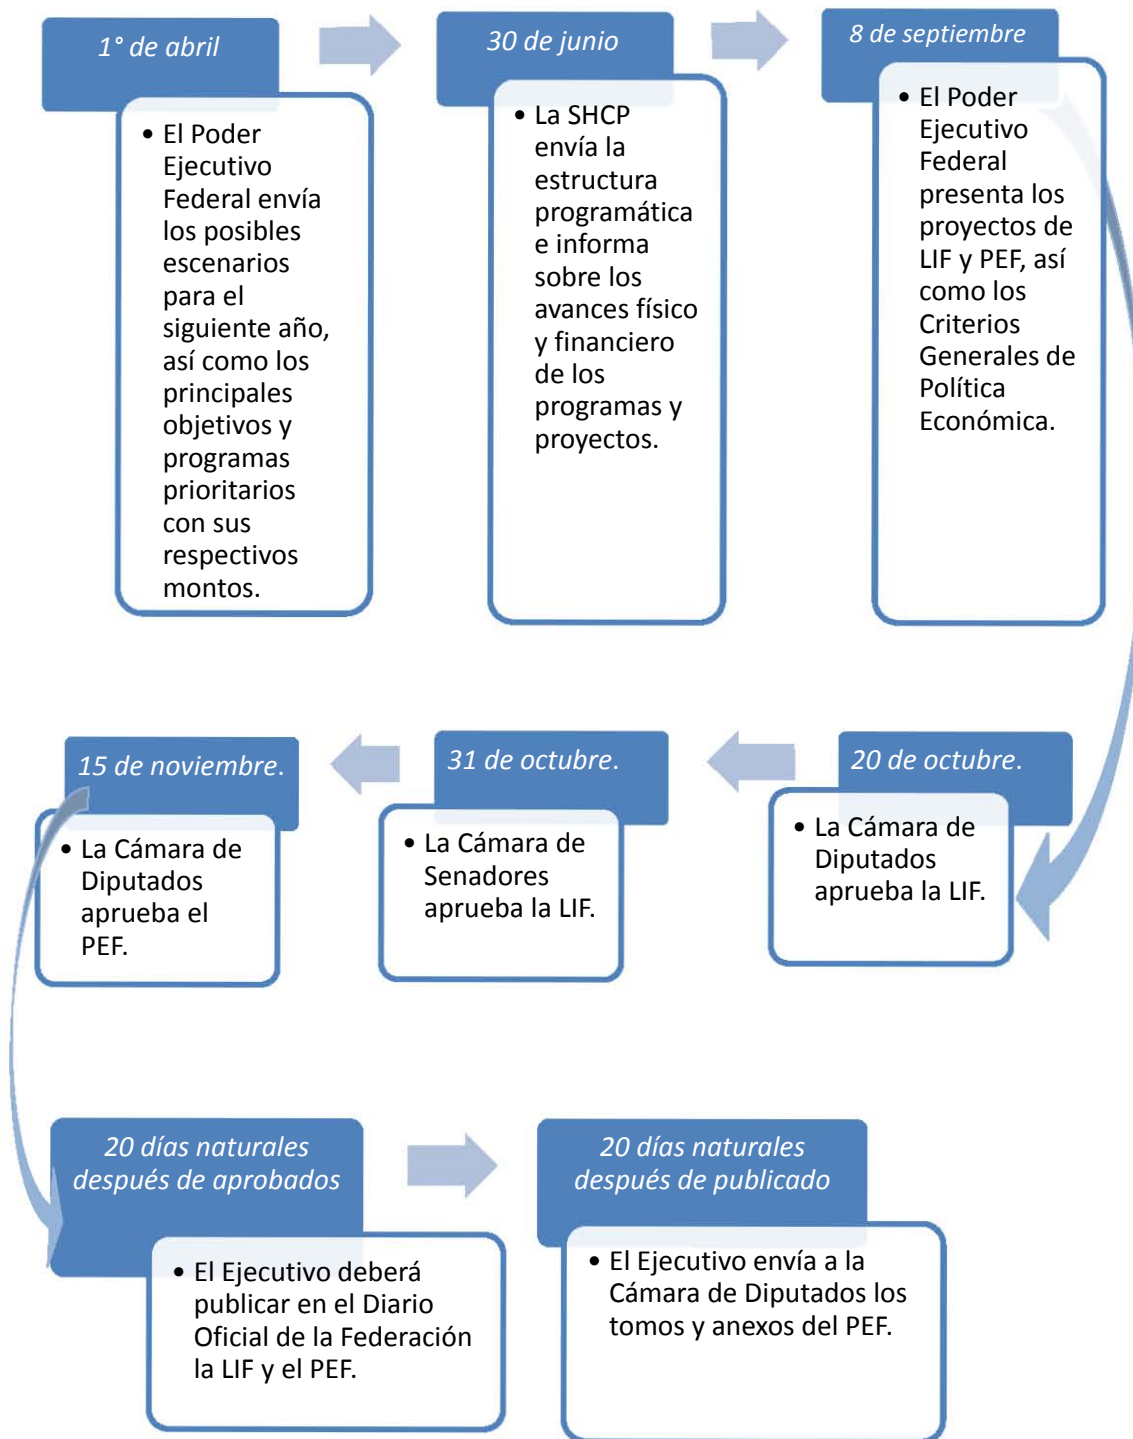 1° de abril
• El Poder
Ejecutivo
Federal envía
los posibles
escenarios
para el
siguiente año,
así como los
principales
objetivos y
programas
prioritarios
con sus
respectivos
montos.
30 de junio
• La SHCP
envía la
estructura
programática
e informa
sobre los
avances físico
y financiero
de los
programas y
proyectos.
8 de septiembre
• El Poder
Ejecutivo
Federal
presenta los
proyectos de
LIF y PEF, así
como los
Criterios
Generales de
Política
Económica.
20 de octubre.
• La Cámara de
Diputados
aprueba la LIF.
31 de octubre.
• La Cámara de
Senadores
aprueba la LIF.
15 de noviembre.
• La Cámara de
Diputados
aprueba el
PEF.
20 días naturales
después de aprobados
• El Ejecutivo deberá
publicar en el Diario
Oficial de la Federación
la LIF y el PEF.
20 días naturales
después de publicado
• El Ejecutivo envía a la
Cámara de Diputados los
tomos y anexos del PEF.